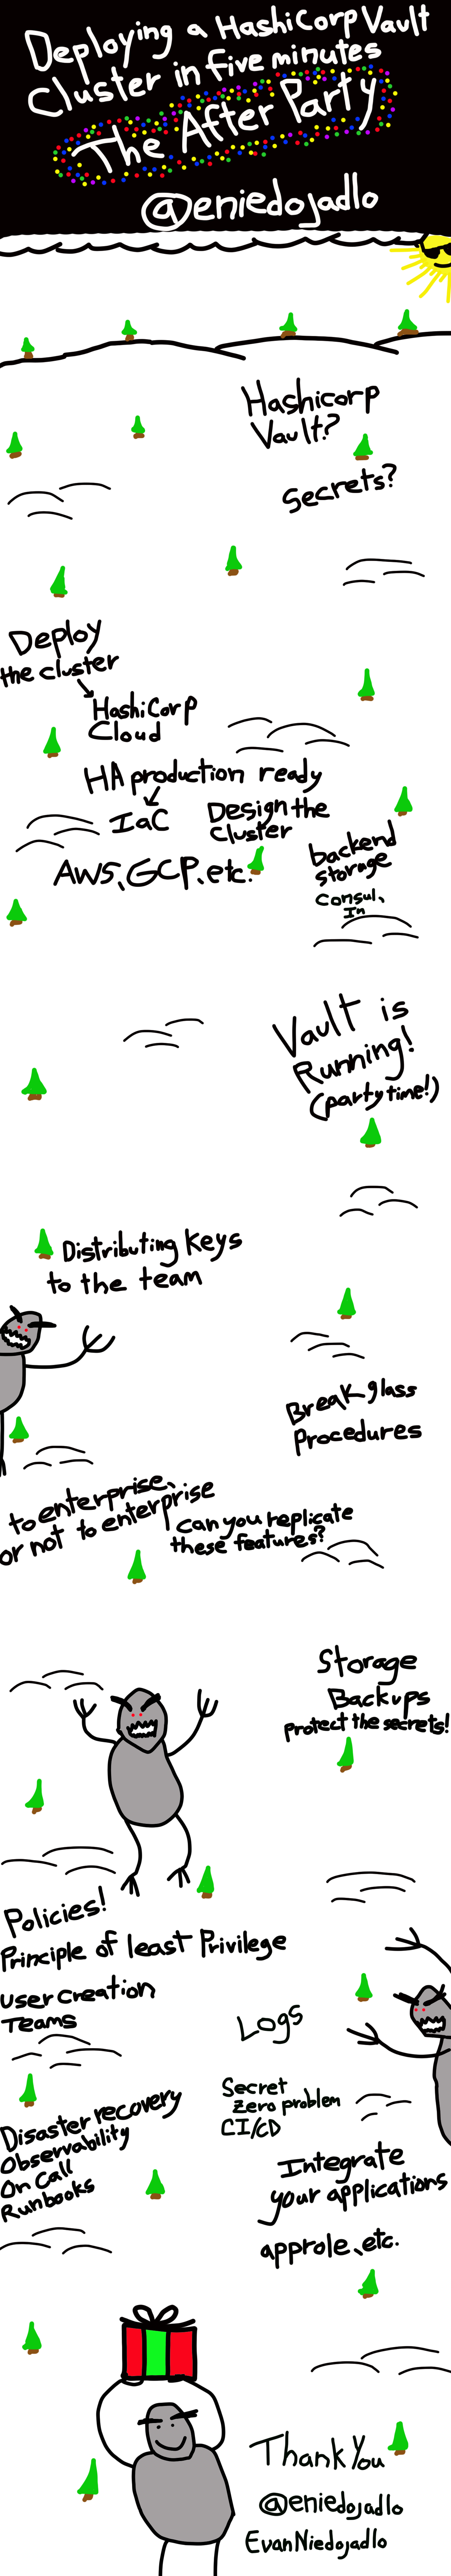 Deploying a HashiCorp Vault
Cluster in five minutes
The After Party
@eniedojadlo
Hashicorp
Vault?
Secrets?
Deploy
the cluster
HashiCorp
Cloud
HA production ready
IaC
Design the
Cluster
AWS, GCP, etc.
backend
storage
Consul,
In
Vault is
Running!
(party time!)
Distributing Keys
to the team
Break glass
Procedures
to enterprise,
or not to enterprise
can you replicate
these features?
Storage
Backups
Protect the secrets!
Policies!
Principle of least Privilege
user creation
Teams
Logs
Secret
Zero problem
CI/CD
Disaster recovery
Observability
On Call
Runbooks
Integrate
your applications
approle, etc.
Thank You
@eniedojadlo
Evan Niedojadlo